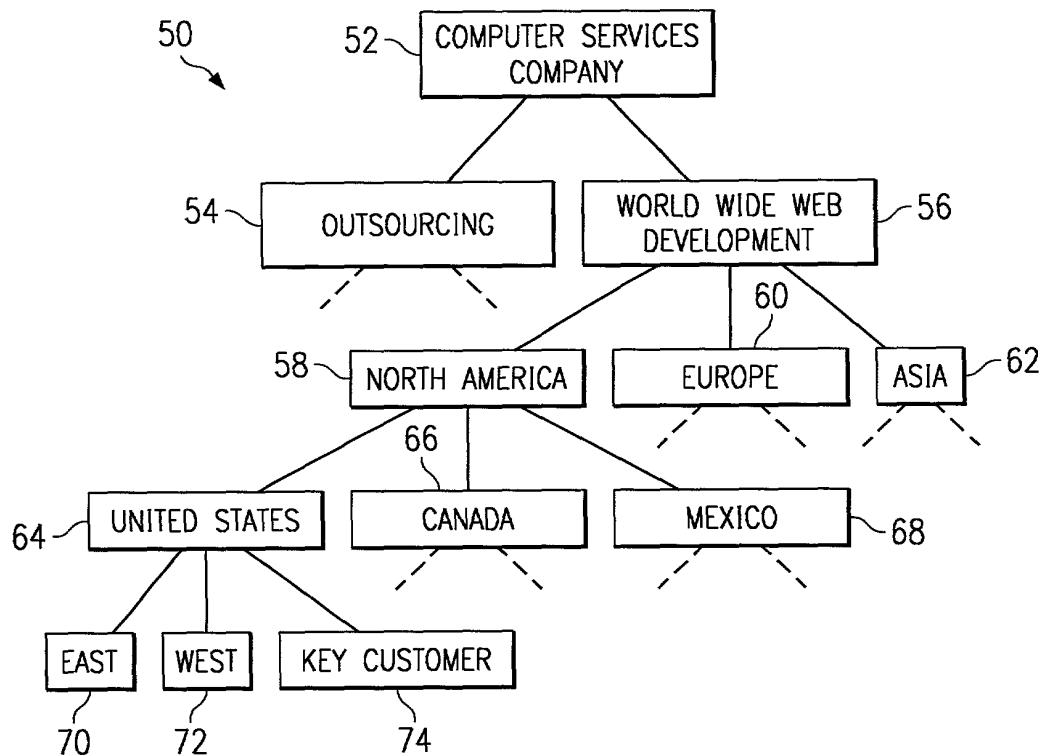 50
52
COMPUTER SERVICES
COMPANY
54
OUTSOURCING
WORLD WIDE WEB
DEVELOPMENT
56
60
58
NORTH AMERICA
EUROPE
ASIA
62
66
64
UNITED STATES
CANADA
MEXICO
68
EAST
WEST
KEY CUSTOMER
70
72
74